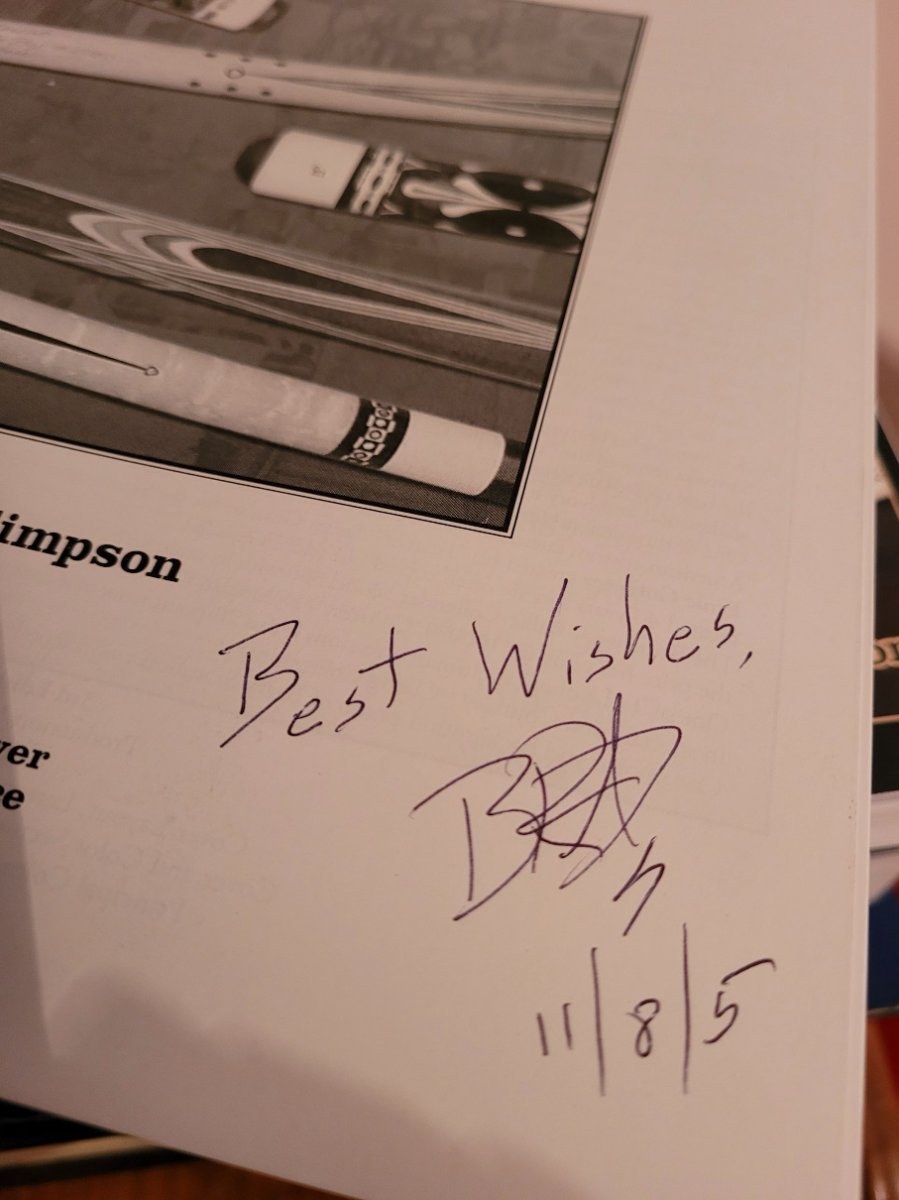 impson
ver
e
Best Wishes,
11/8/5